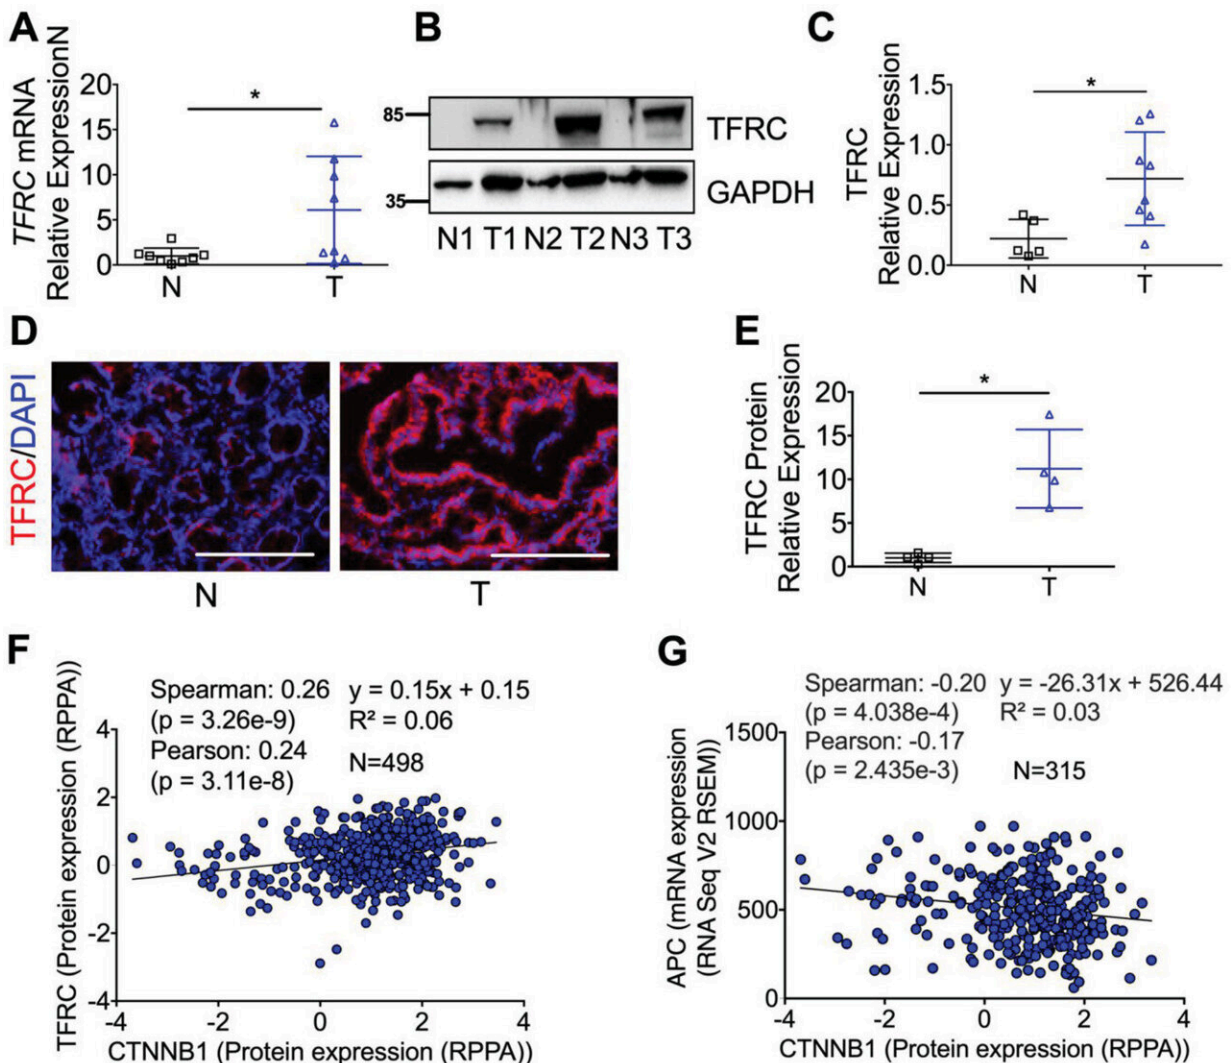 A
TFRC mRNA
Relative ExpressionN
20
15
10
5
0
*
N
T
B
85
35
TFRC
GAPDH
N1 T1 N2 T2 N3 T3
C
TFRC
Relative Expression
1.5
1.0
0.5
0.0
*
N
T
D
TFRC/DAPI
N
T
E
TFRC Protein
Relative Expression
20
15
10
5
0
*
N
T
F
TFRC (Protein expression (RPPA))
Spearman: 0.26
(p = 3.26e-9)
Pearson: 0.24
(p = 3.11e-8)
y = 0.15x + 0.15
R² = 0.06
N=498
4
2
0
-2
-4
-4 -2 0 2 4
CTNNB1 (Protein expression (RPPA))
G
APC (mRNA expression
(RNA Seq V2 RSEM))
Spearman: -0.20
(p = 4.038e-4)
Pearson: -0.17
(p = 2.435e-3)
y = -26.31x + 526.44
R² = 0.03
N=315
1500
1000
500
0
-4 -2 0 2 4
CTNNB1 (Protein expression (RPPA))